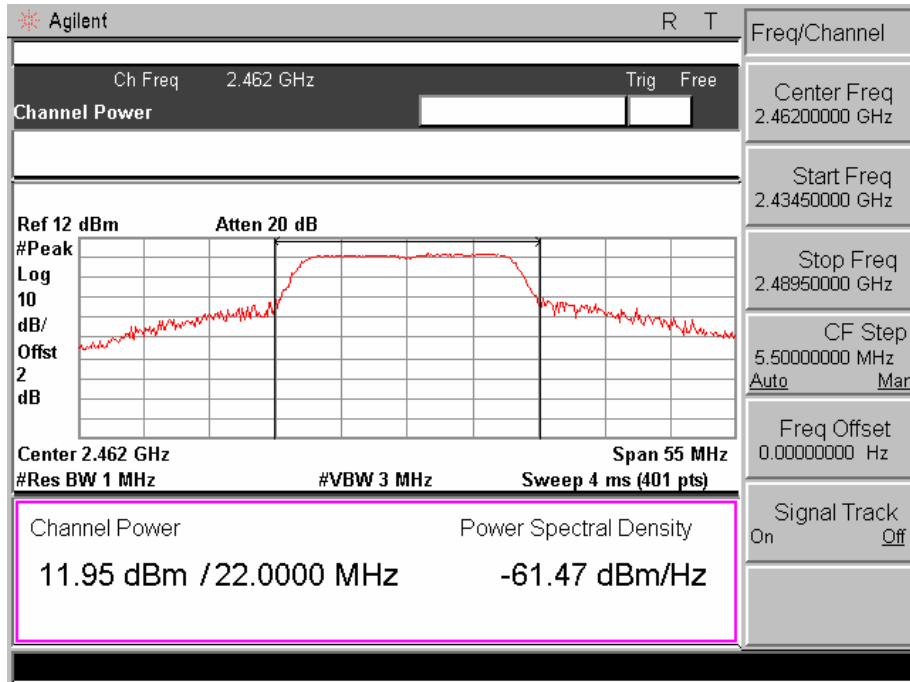 Agilent R T
Ch Freq 2.462 GHz Trig Free
Channel Power
Ref 12 dBm Atten 20 dB
#Peak
Log
10
dB/
Offst
2
dB
Center 2.462 GHz Span 55 MHz
#Res BW 1 MHz #VBW 3 MHz Sweep 4 ms (401 pts)
Channel Power Power Spectral Density
11.95 dBm / 22.0000 MHz -61.47 dBm/Hz
Freq/Channel
Center Freq
2.46200000 GHz
Start Freq
2.43450000 GHz
Stop Freq
2.48950000 GHz
CF Step
5.50000000 MHz
Auto Man
Freq Offset
0.00000000 Hz
Signal Track
On Off